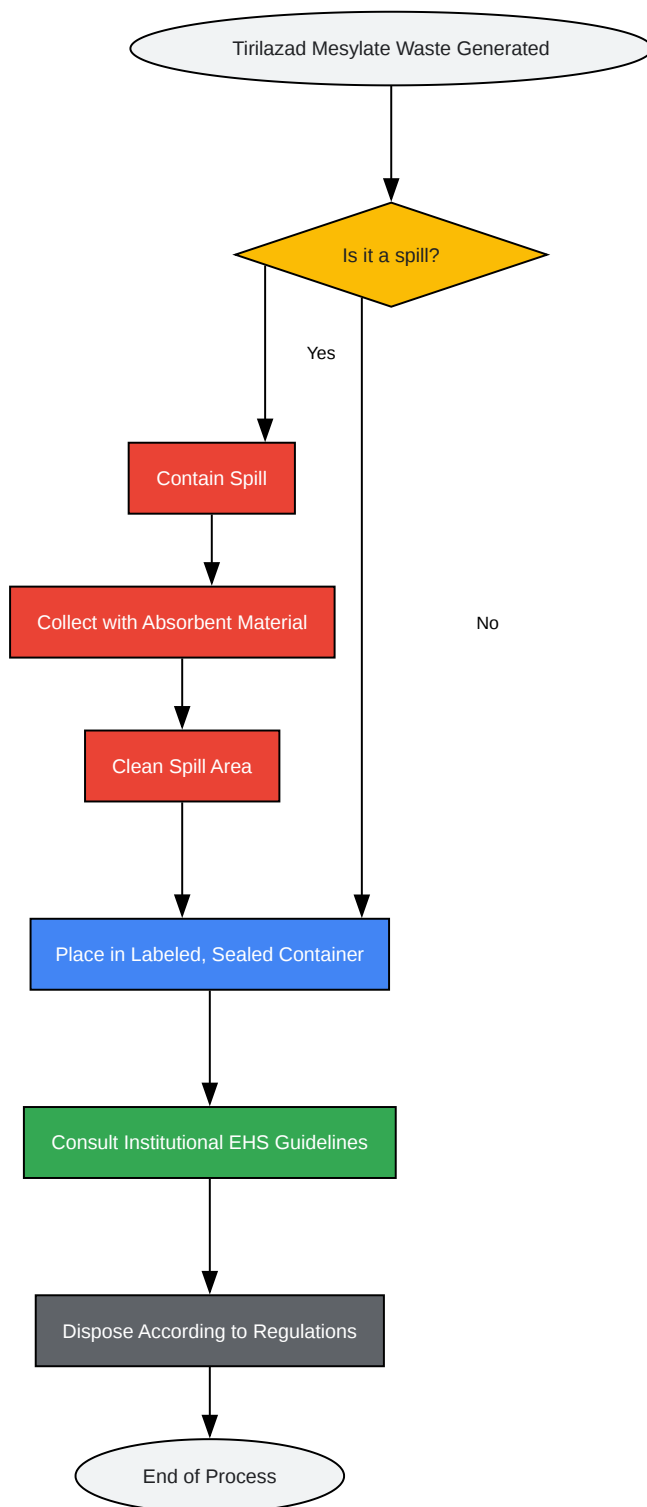 Tirilazad Mesylate Waste Generated
Is it a spill?
Yes
Contain Spill
Collect with Absorbent Material
No
Clean Spill Area
Place in Labeled, Sealed Container
Consult Institutional EHS Guidelines
Dispose According to Regulations
End of Process